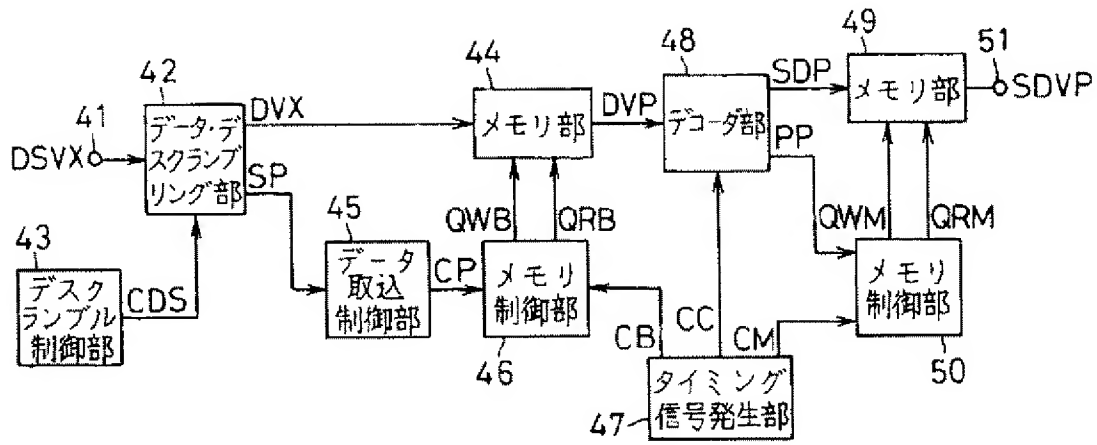 49
51
48
44
SDP
メモリ部
SDVP
42
DVX
DVP
メモリ部
デコーダ部
41
データ・デ
スクランブ
リング部
DSVX
PP
SP
QWB
QRB
QWM
QRM
45
43
データ
取込
制御部
CP
メモリ
制御部
メモリ
制御部
デスク
ランブル
制御部
CDS
CB
CC
CM
46
50
タイミング
信号発生部
47